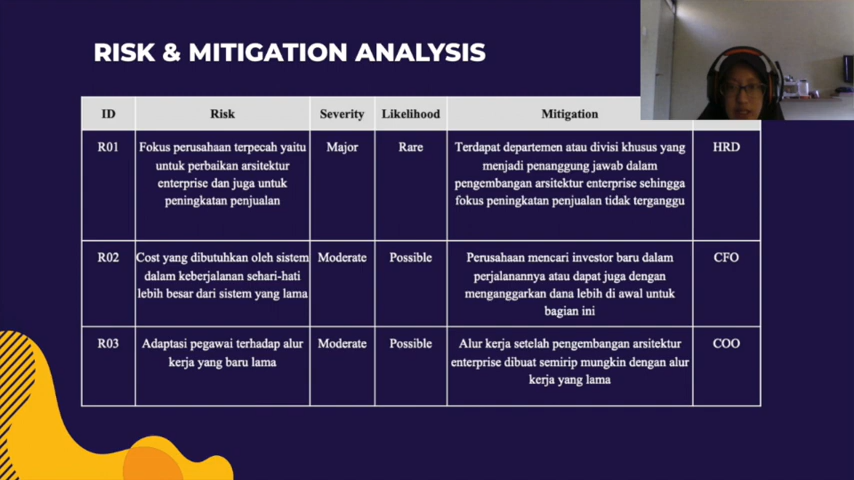 RISK & MITIGATION ANALYSIS
ID Risk Severity Likelihood Mitigation
R01 Fokus perusahaan terpecah yaitu Major Rare Terdapat departemen atau divisi khusus yang HRD
untuk perbaikan arsitektur menjadi penanggung jawab dalam
enterprise dan juga untuk pengembangan arsitektur enterprise sehingga
peningkatan penjualan fokus peningkatan penjualan tidak terganggu
R02 Cost yang dibutuhkan oleh sistem Moderate Possible Perusahaan mencari investor baru dalam CFO
dalam keberjalanan sehari-hati perjalanannya atau dapat juga dengan
lebih besar dari sistem yang lama menganggarkan dana lebih di awal untuk
bagian ini
R03 Adaptasi pegawai terhadap alur Moderate Possible Alur kerja setelah pengembangan arsitektur COO
kerja yang baru lama enterprise dibuat semirip mungkin dengan alur
kerja yang lama